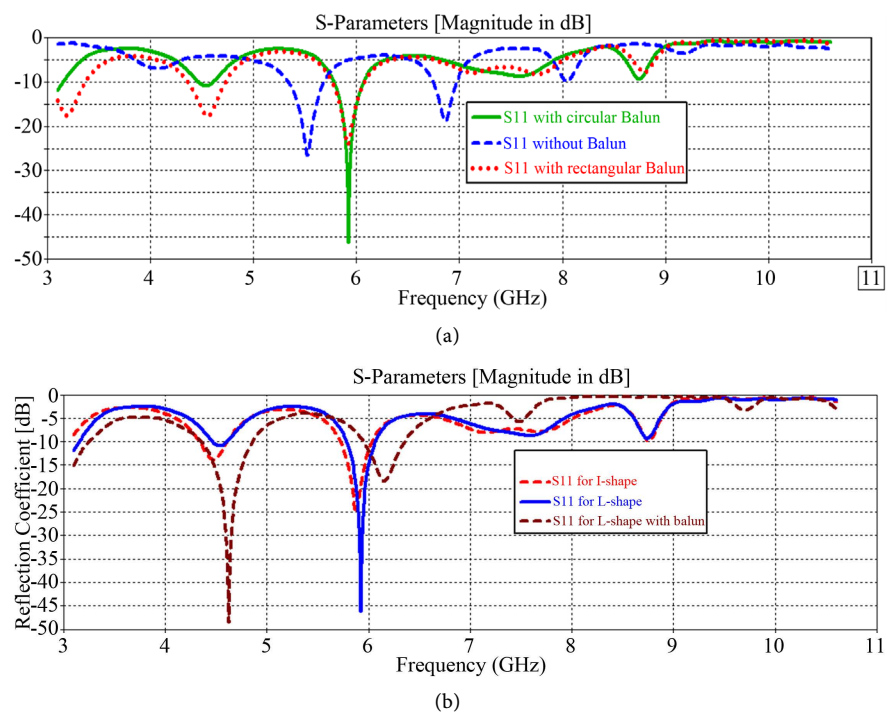 S-Parameters [Magnitude in dB]
0
-10
-20
-30
-40
-50
S11 with circular Balun
S11 without Balun
S11 with rectangular Balun
3 4 5 6 7 8 9 10 11
Frequency (GHz)
(a)
S-Parameters [Magnitude in dB]
Reflection Coefficient [dB]
0
-5
-10
-15
-20
-25
-30
-35
-40
-45
-50
S11 for I-shape
S11 for L-shape
S11 for L-shape with balun
3 4 5 6 7 8 9 10 11
Frequency (GHz)
(b)